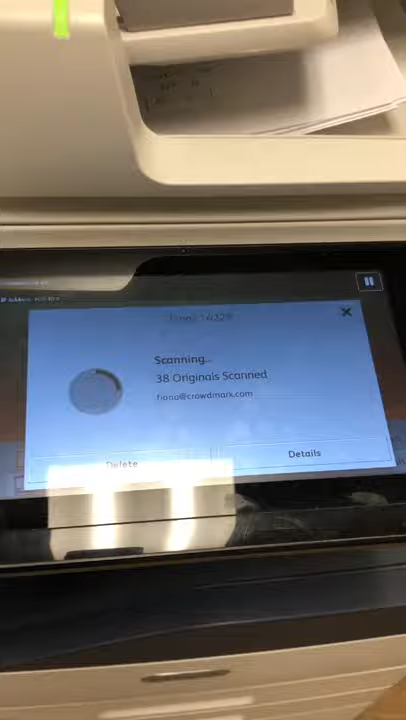 Scanning...
38 Originals Scanned
fiona@crowdmark.com
Delete
Details